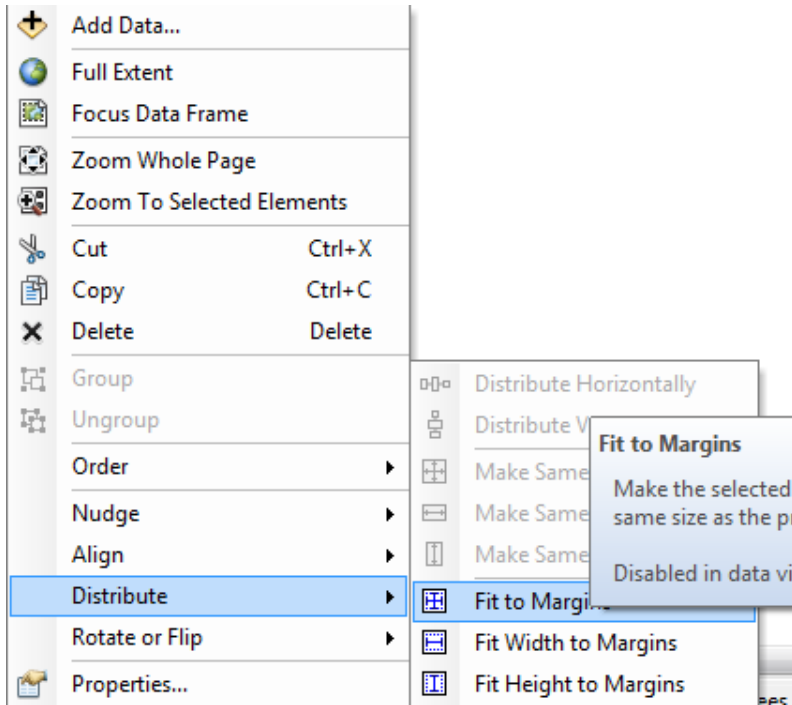 Add Data...
Full Extent
Focus Data Frame
Zoom Whole Page
Zoom To Selected Elements
Cut Ctrl+X
Copy Ctrl+C
Delete Delete
Group
Ungroup
Order
Nudge
Align
Distribute
Rotate or Flip
Properties...
Distribute Horizontally
Distribute
Make Same
Make Same
Make Same
Fit to Margins
Fit Width to Margins
Fit Height to Margins
Fit to Margins
Make the selected
same size as the
Disabled in data